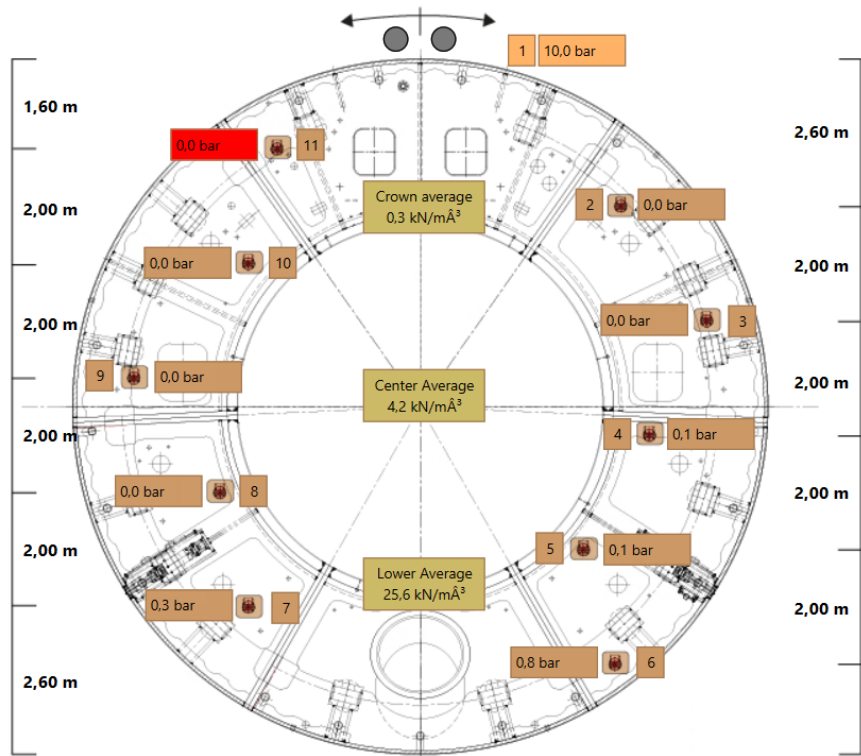 1 10,0 bar
1,60 m
2,60 m
0,0 bar 11
Crown average
0,3 kN/mÂ³
2 0,0 bar
2,00 m
0,0 bar 10
2,00 m
0,0 bar 3
2,00 m
9 0,0 bar
Center Average
4,2 kN/mÂ³
2,00 m
2,00 m
4 0,1 bar
0,0 bar 8
2,00 m
5 0,1 bar
2,00 m
Lower Average
25,6 kN/mÂ³
0,3 bar 7
2,00 m
0,8 bar 6
2,60 m